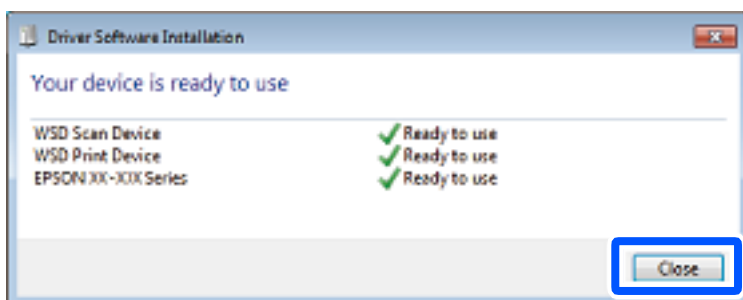 Driver Software Installation
Your device is ready to use
WSD Scan Device Ready to use
WSD Print Device Ready to use
EPSON XX-XXX Series Ready to use
Close